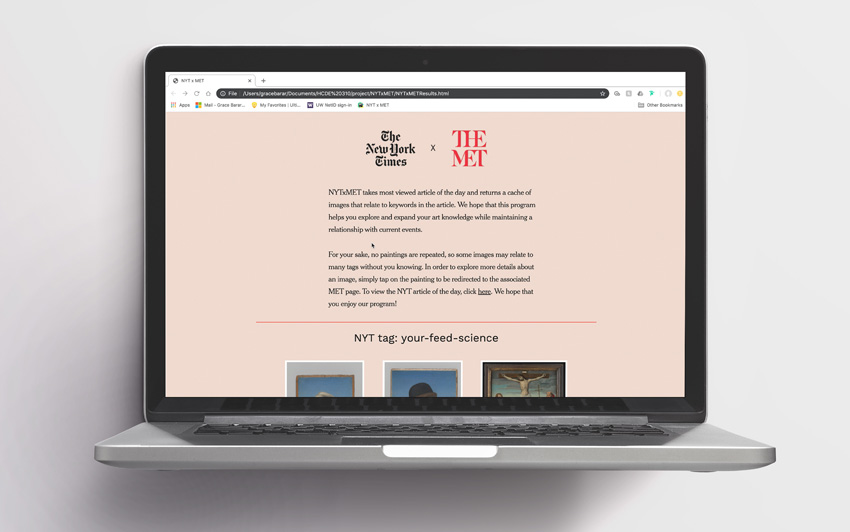 NYT x MET
File /Users/gracebarar/Documents/HCDE%20310/project/NYTxMET/NYTxMETResults.html
Apps Mail - Grace Barar... My Favorites | Ulti... UW NetID sign-in NYT x MET Other Bookmarks
The
New York
Times
X
THE
MET
NYTxMET takes most viewed article of the day and returns a cache of
images that relate to keywords in the article. We hope that this program
helps you explore and expand your art knowledge while maintaining a
relationship with current events.
For your sake, no paintings are repeated, so some images may relate to
many tags without you knowing. In order to explore more details about
an image, simply tap on the painting to be redirected to the associated
MET page. To view the NYT article of the day, click here. We hope that
you enjoy our program!
NYT tag: your-feed-science